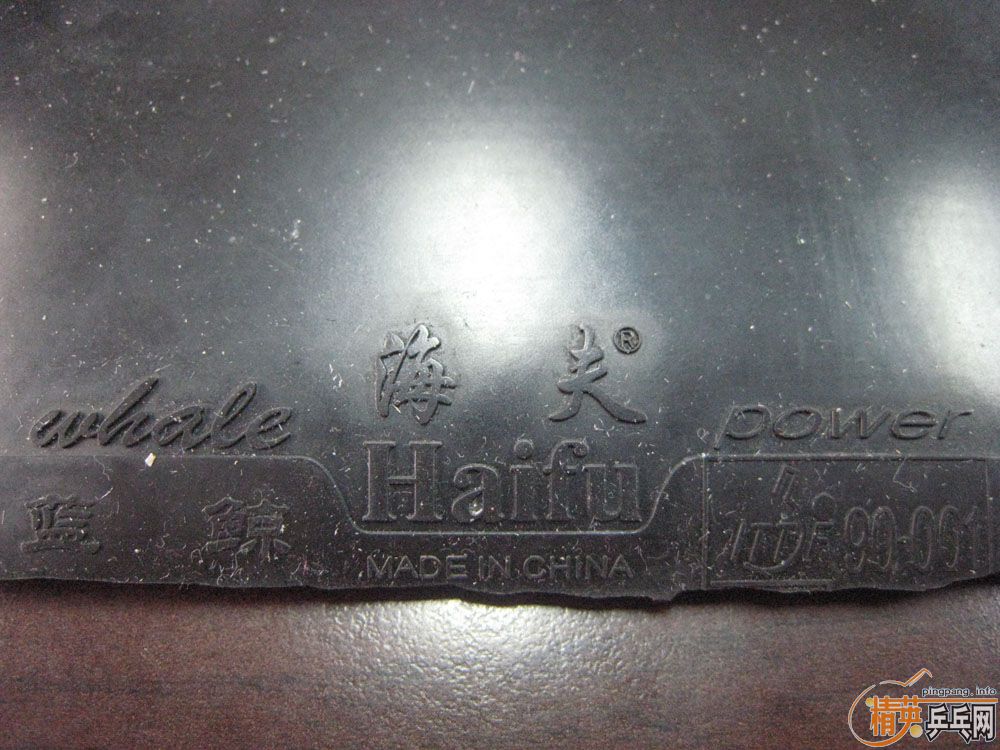 海夫®
whale
Haifu
power
蓝鲸
ITTF 99-091
MADE IN CHINA
pingpang.info
精英乒乓网